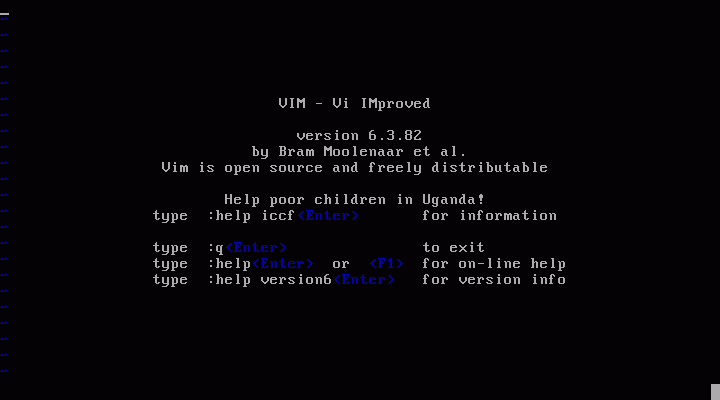 VIM - Vi IMproved
version 6.3.82
by Bram Moolenaar et al.
Vim is open source and freely distributable
Help poor children in Uganda!
type :help iccf<Enter> for information
type :q<Enter> to exit
type :help<Enter> or <F1> for on-line help
type :help version6<Enter> for version info